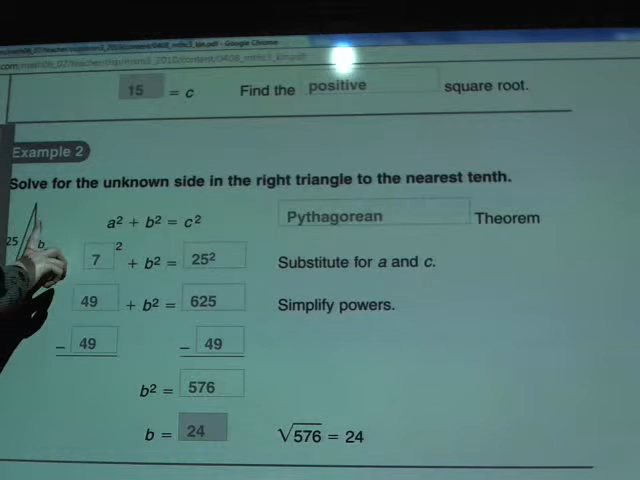 Google Chrome
15 = c Find the positive square root.
Example 2
Solve for the unknown side in the right triangle to the nearest tenth.
a² + b² = c² Pythagorean Theorem
25 b
7² + b² = 25² Substitute for a and c.
49 + b² = 625 Simplify powers.
− 49 − 49
b² = 576
b = 24 √576 = 24